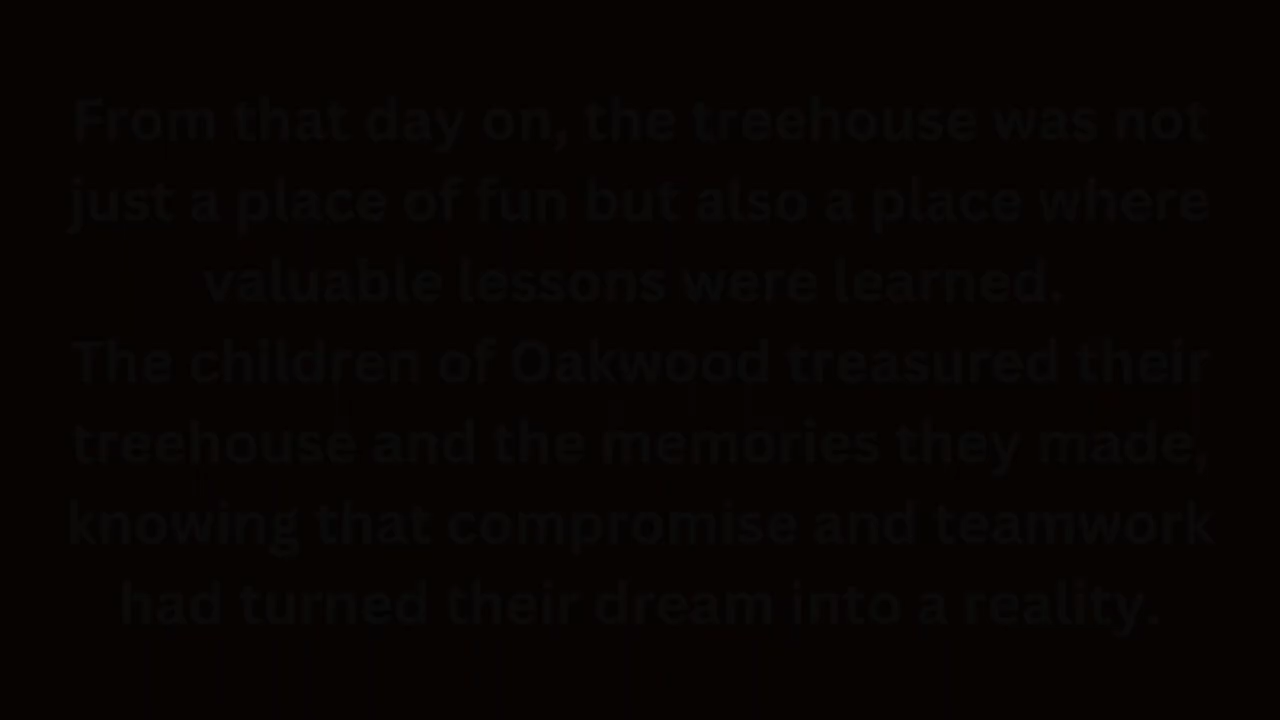 From that day on, the treehouse was not
just a place of fun but also a place where
valuable lessons were learned.
The children of Oakwood treasured their
treehouse and the memories they made,
knowing that compromise and teamwork
had turned their dream into a reality.